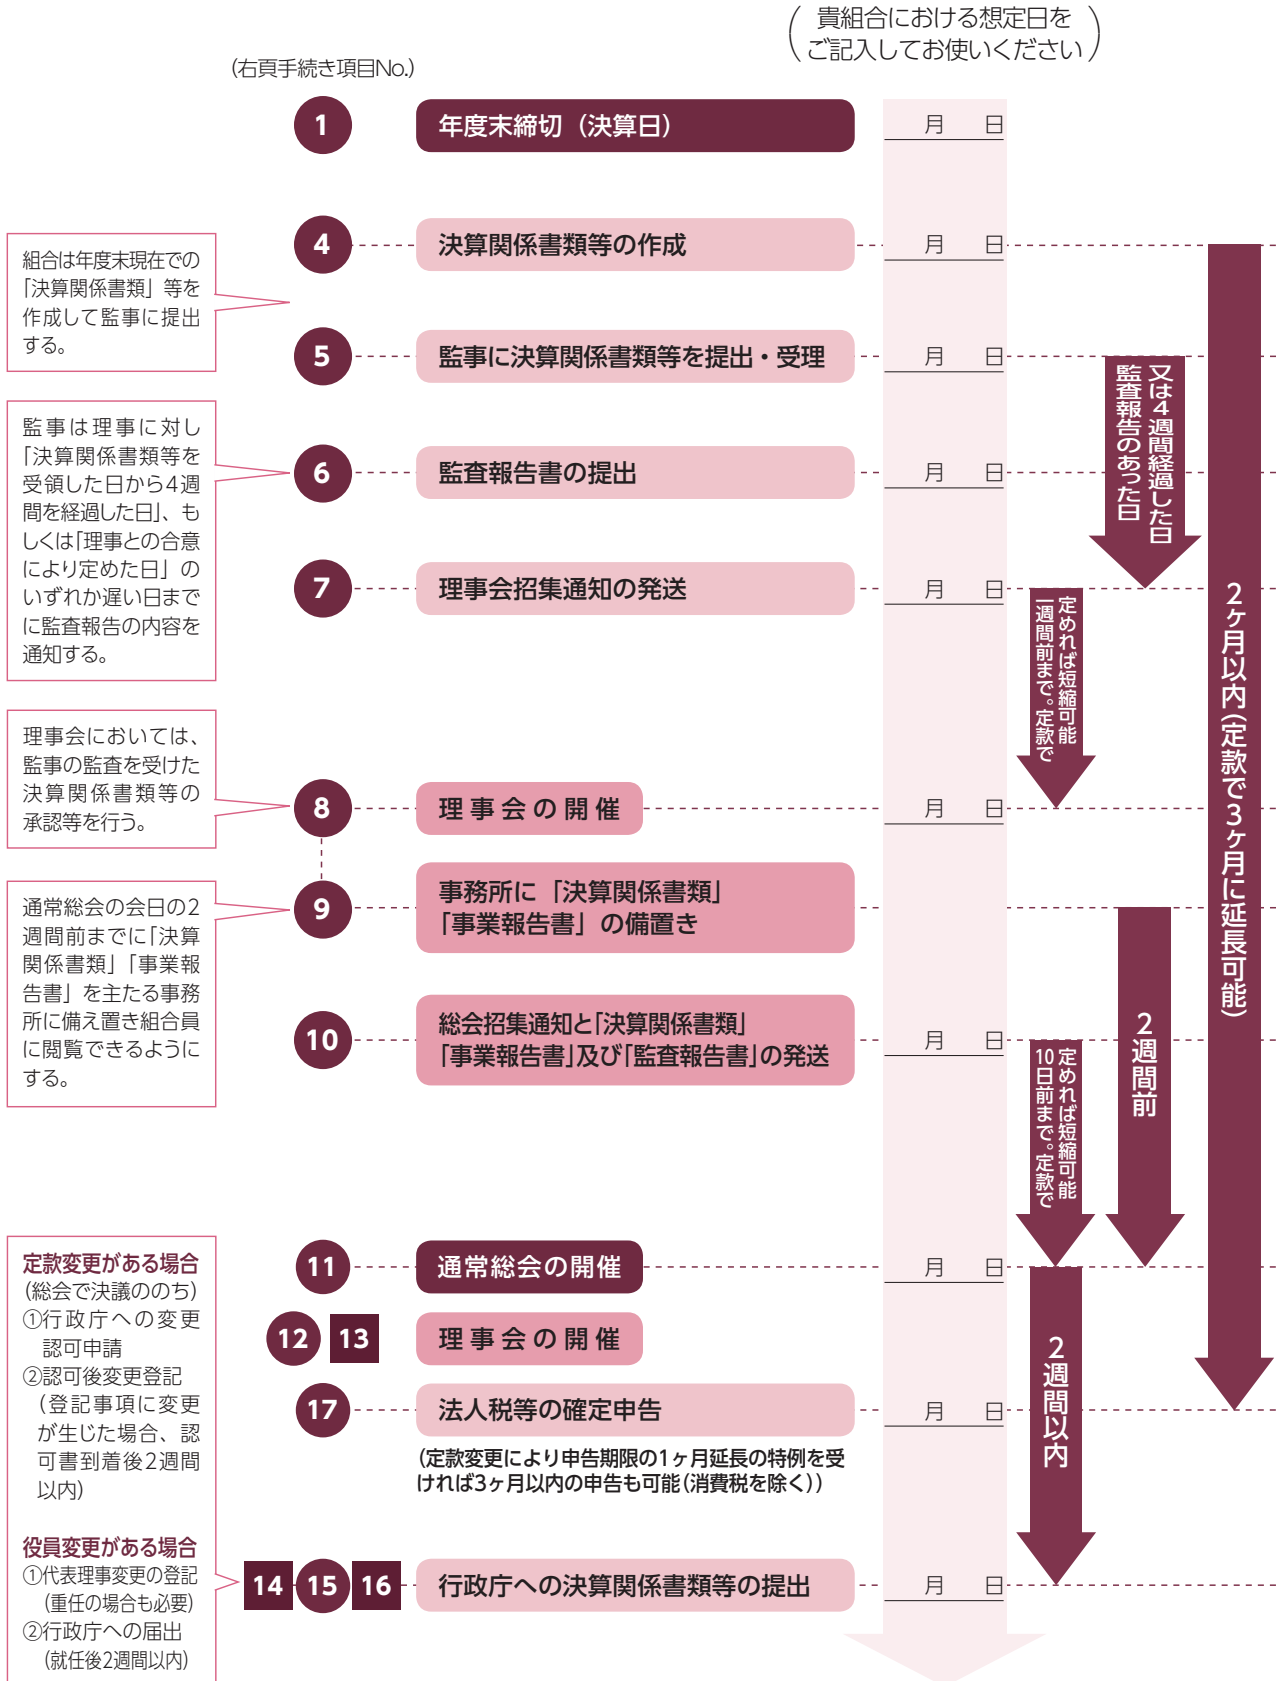 貴組合における想定日を
ご記入してお使いください
(右頁手続き項目No.)
1
年度末締切（決算日）
月 日
4
決算関係書類等の作成
月 日
組合は年度末現在での
「決算関係書類」等を
作成して監事に提出
する。
5
監事に決算関係書類等を提出・受理
月 日
監査報告のあった日
又は4週間経過した日
監事は理事に対し
「決算関係書類等を
受領した日から4週
間を経過した日」、も
しくは「理事との合意
により定めた日」の
いずれか遅い日まで
に監査報告の内容を
通知する。
6
監査報告書の提出
月 日
7
理事会招集通知の発送
月 日
一週間前まで。定款で
定めれば短縮可能
2ヶ月以内(定款で3ヶ月に延長可能)
理事会においては、
監事の監査を受けた
決算関係書類等の
承認等を行う。
8
理事会の開催
月 日
9
事務所に「決算関係書類」
「事業報告書」の備置き
通常総会の会日の2
週間前までに「決算
関係書類」「事業報
告書」を主たる事務
所に備え置き組合員
に閲覧できるように
する。
2週間前
10
総会招集通知と「決算関係書類」
「事業報告書」及び「監査報告書」の発送
月 日
10日前まで。定款で
定めれば短縮可能
11
通常総会の開催
月 日
12 13
理事会の開催
17
法人税等の確定申告
月 日
(定款変更により申告期限の1ヶ月延長の特例を受
ければ3ヶ月以内の申告も可能(消費税を除く))
2週間以内
定款変更がある場合
(総会で決議ののち)
①行政庁への変更
認可申請
②認可後変更登記
(登記事項に変更
が生じた場合、認
可書到着後2週間
以内)
役員変更がある場合
①代表理事変更の登記
(重任の場合も必要)
②行政庁への届出
(就任後2週間以内)
14 15 16
行政庁への決算関係書類等の提出
月 日